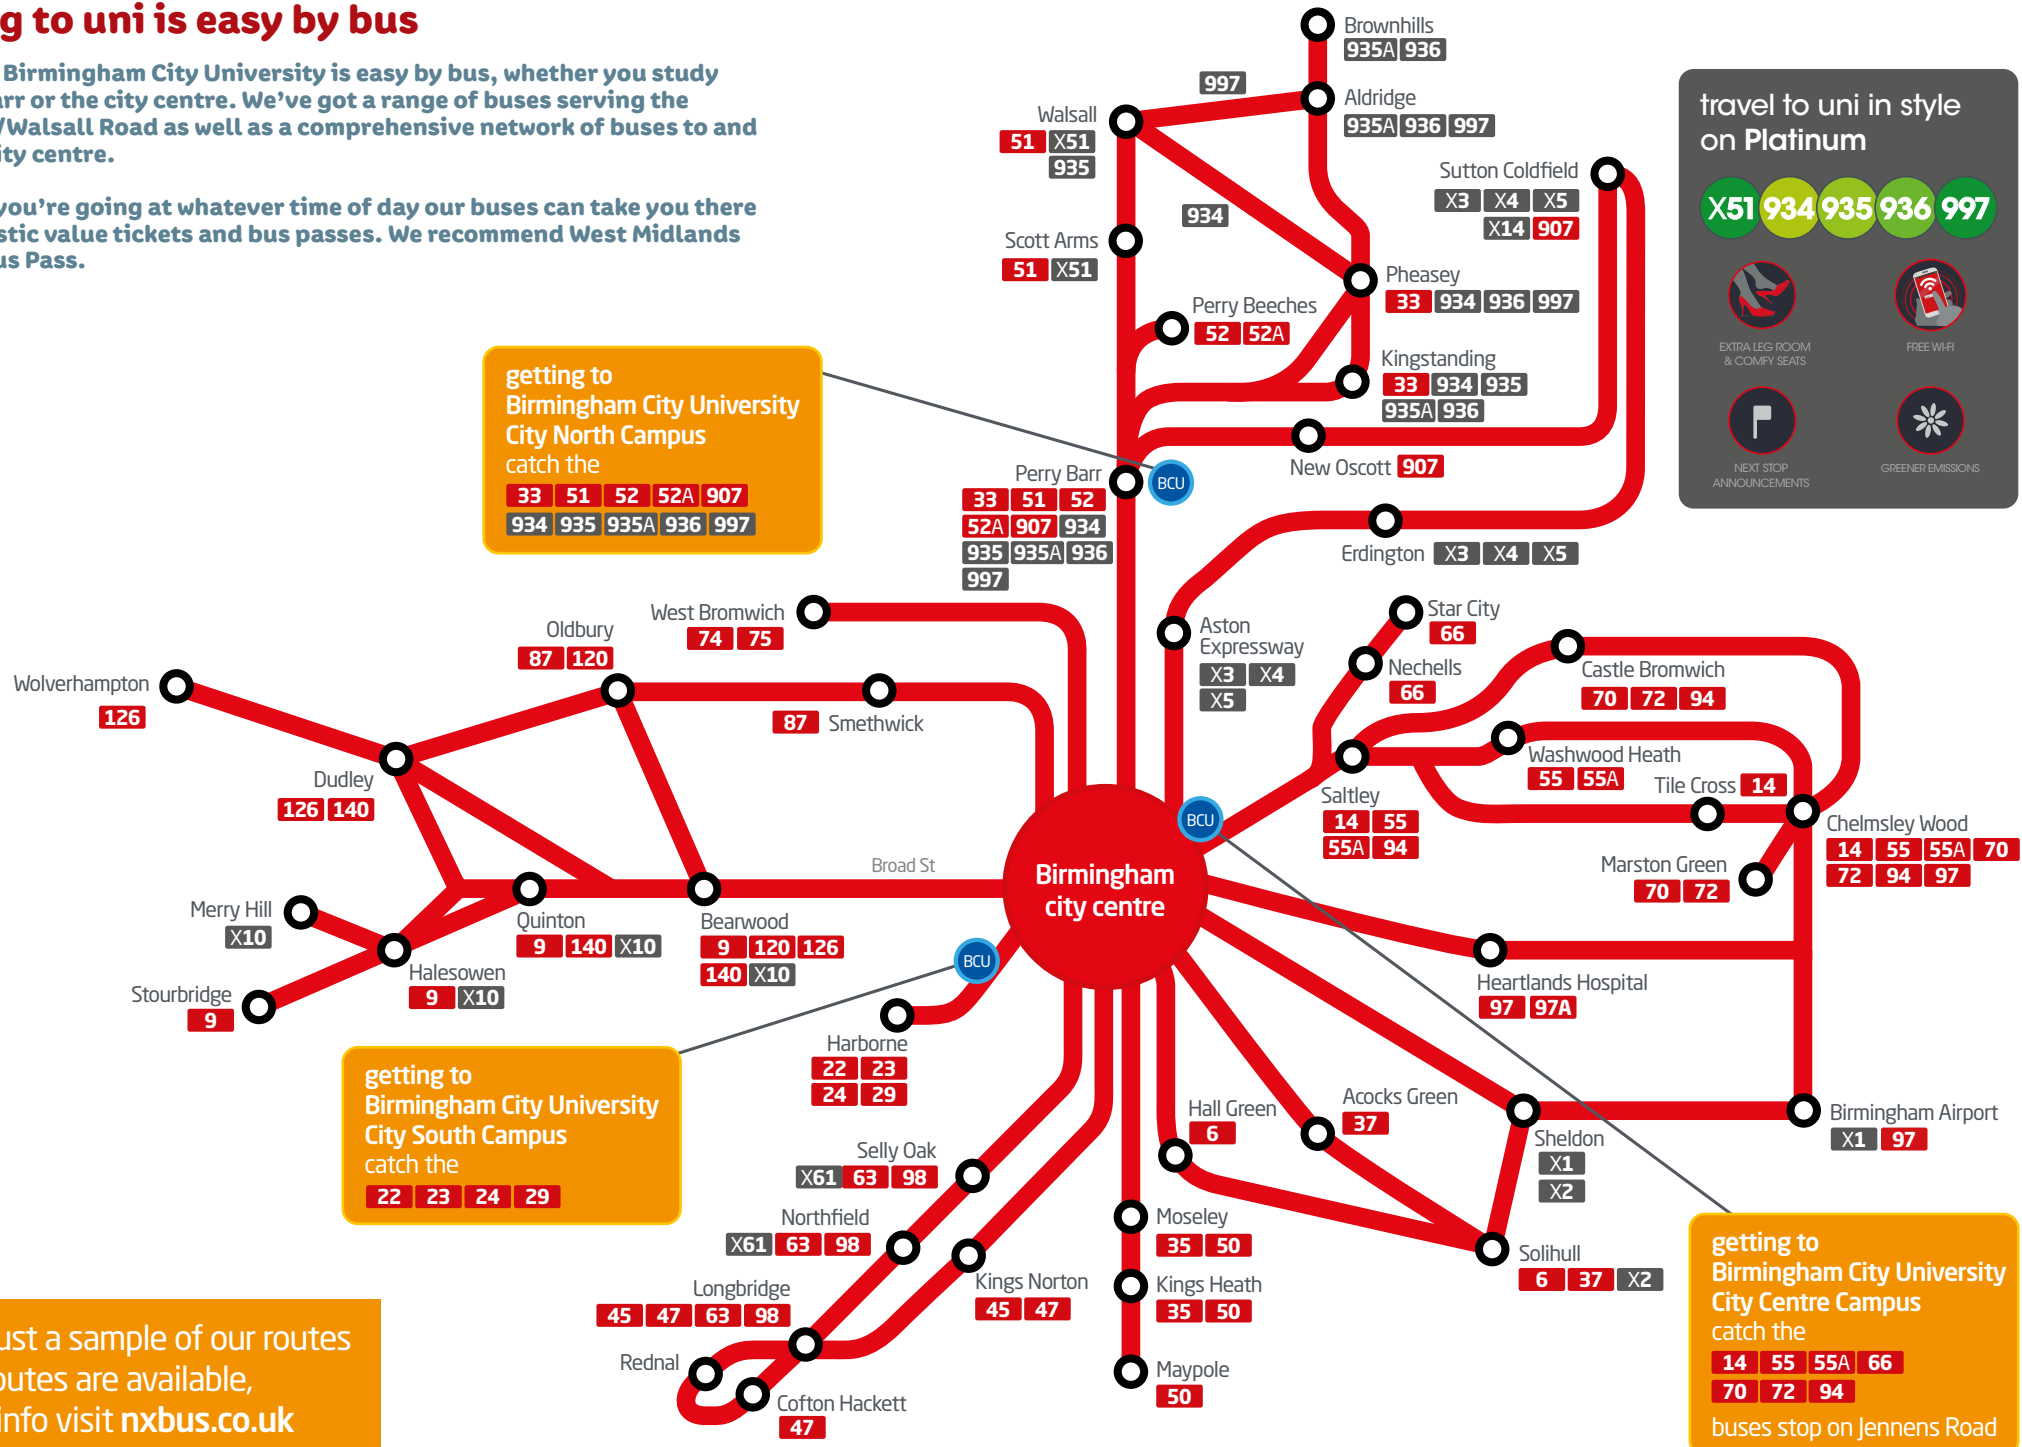 g to uni is easy by bus
Birmingham City University is easy by bus, whether you study
arr or the city centre. We've got a range of buses serving the
/Walsall Road as well as a comprehensive network of buses to and
ity centre.
you're going at whatever time of day our buses can take you there
stic value tickets and bus passes. We recommend West Midlands
us Pass.
Brownhills
935A 936
997
Aldridge
935A 936 997
Walsall
51 X51
935
Sutton Coldfield
X3 X4 X5
X14 907
934
Scott Arms
51 X51
Pheasey
33 934 936 997
Perry Beeches
52 52A
Kingstanding
33 934 935
935A 936
New Oscott 907
Perry Barr
33 51 52
52A 907 934
935 935A 936
997
BCU
Erdington X3 X4 X5
travel to uni in style
on Platinum
X51 934 935 936 997
EXTRA LEG ROOM
& COMFY SEATS
FREE WI-FI
NEXT STOP
ANNOUNCEMENTS
GREENER EMISSIONS
getting to
Birmingham City University
City North Campus
catch the
33 51 52 52A 907
934 935 935A 936 997
West Bromwich
74 75
Oldbury
87 120
Wolverhampton
126
87 Smethwick
Dudley
126 140
Aston
Expressway
X3 X4
X5
Star City
66
Nechells
66
Castle Bromwich
70 72 94
Washwood Heath
55 55A
Tile Cross 14
Saltley
14 55
55A 94
Chelmsley Wood
14 55 55A 70
72 94 97
Marston Green
70 72
BCU
Broad St
Birmingham
city centre
Merry Hill
X10
Quinton
9 140 X10
Bearwood
9 120 126
140 X10
Halesowen
9 X10
Stourbridge
9
BCU
Heartlands Hospital
97 97A
Harborne
22 23
24 29
getting to
Birmingham City University
City South Campus
catch the
22 23 24 29
Hall Green
6
Acocks Green
37
Sheldon
X1
X2
Birmingham Airport
X1 97
Selly Oak
X61 63 98
Northfield
X61 63 98
Moseley
35 50
Solihull
6 37 X2
Kings Norton
45 47
Kings Heath
35 50
Longbridge
45 47 63 98
Rednal
Maypole
50
Cofton Hackett
47
getting to
Birmingham City University
City Centre Campus
catch the
14 55 55A 66
70 72 94
buses stop on Jennens Road
ust a sample of our routes
outes are available,
info visit nxbus.co.uk